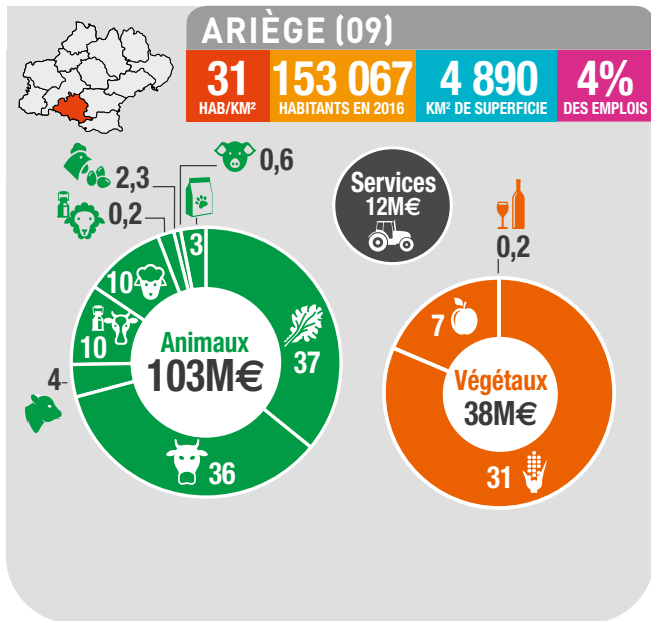 ARIÈGE (09)
31
HAB/KM²
153 067
HABITANTS EN 2016
4 890
KM² DE SUPERFICIE
4%
DES EMPLOIS
2,3
0,6
0,2
3
10
10
4
37
36
Animaux
103M€
Services
12M€
0,2
7
Végétaux
38M€
31